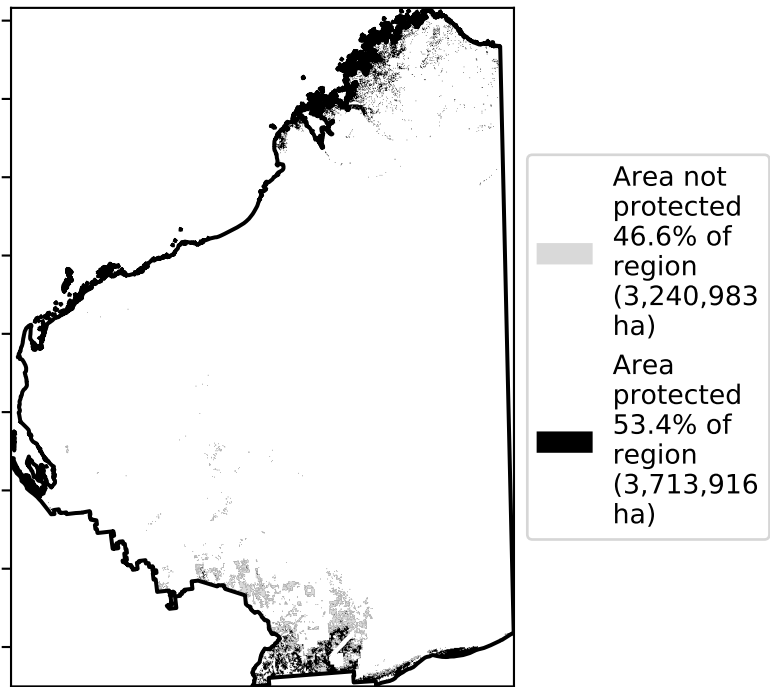 Area not
protected
46.6% of
region
(3,240,983
ha)
Area
protected
53.4% of
region
(3,713,916
ha)